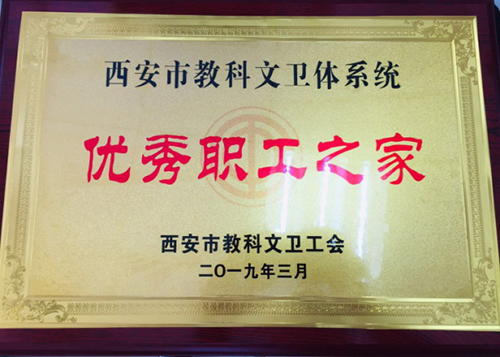 西安市教科文卫体系统
优秀职工之家
西安市教科文卫工会
二〇一九年三月